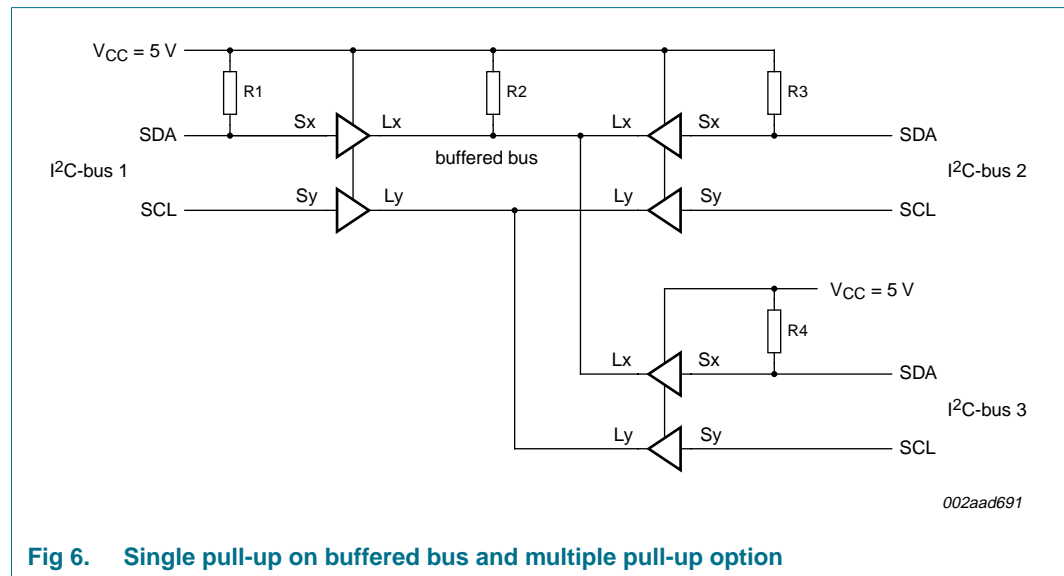 VCC = 5 V
R1
R2
R3
SDA
Sx
Lx
Lx
Sx
SDA
buffered bus
I2C-bus 1
I2C-bus 2
SCL
Sy
Ly
Ly
Sy
SCL
VCC = 5 V
R4
Lx
Sx
SDA
I2C-bus 3
Ly
Sy
SCL
002aad691
Fig 6. Single pull-up on buffered bus and multiple pull-up option